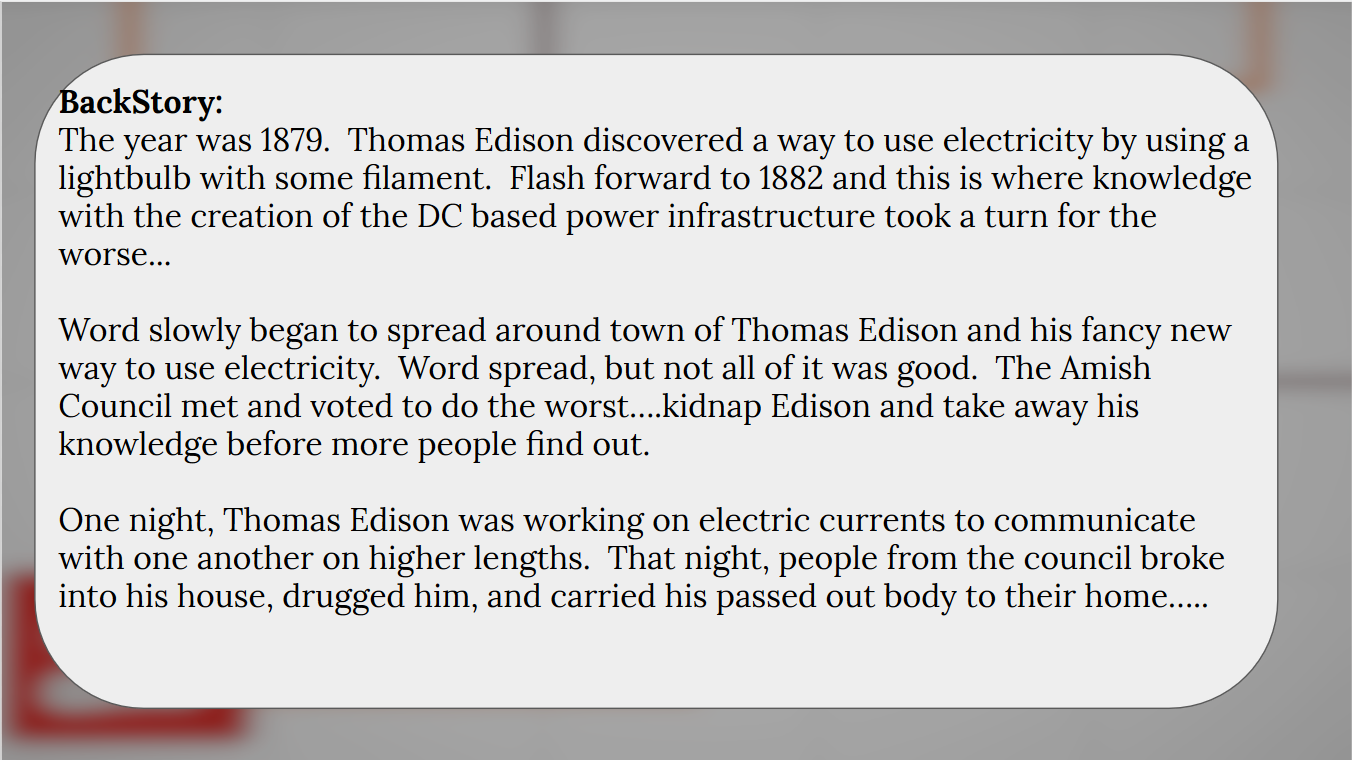 BackStory:
The year was 1879.  Thomas Edison discovered a way to use electricity by using a
lightbulb with some filament.  Flash forward to 1882 and this is where knowledge
with the creation of the DC based power infrastructure took a turn for the
worse...
Word slowly began to spread around town of Thomas Edison and his fancy new
way to use electricity.  Word spread, but not all of it was good.  The Amish
Council met and voted to do the worst....kidnap Edison and take away his
knowledge before more people find out.
One night, Thomas Edison was working on electric currents to communicate
with one another on higher lengths.  That night, people from the council broke
into his house, drugged him, and carried his passed out body to their home.....